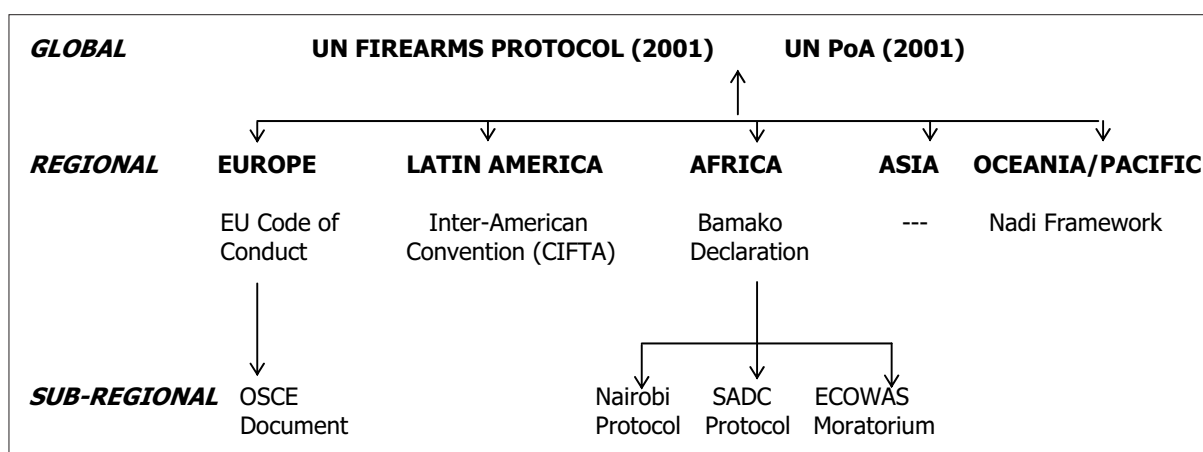 GLOBAL UN FIREARMS PROTOCOL (2001) UN PoA (2001)
REGIONAL EUROPE LATIN AMERICA AFRICA ASIA OCEANIA/PACIFIC
EU Code of Inter-American Bamako --- Nadi Framework
Conduct Convention (CIFTA) Declaration
SUB-REGIONAL OSCE Nairobi SADC ECOWAS
Document Protocol Protocol Moratorium